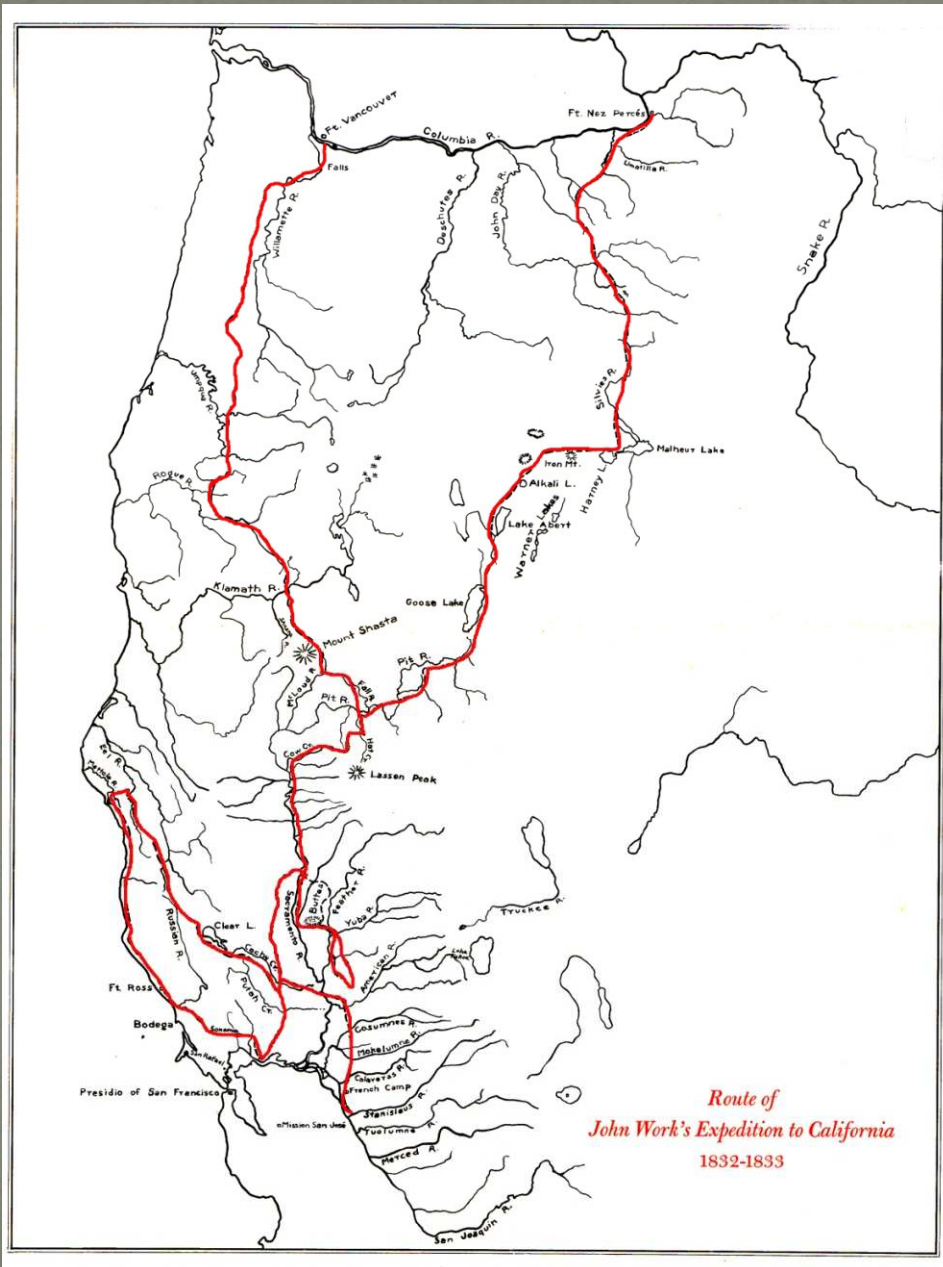 Ft. Vancouver
Ft. Nez Percés
Columbia R.
Falls
Umatilla R.
Willamette R.
Deschutes R.
John Day R.
Snake R.
Umpqua R.
Silvies R.
Malheur Lake
Iron Mt.
Harney L.
Alkali L.
Rogue R.
Lake Abert
Warner Lakes
Klamath R.
Goose Lake
Shasta R.
Mount Shasta
Pit R.
McLoud R.
Fall R.
Pit R.
Hat Cr.
Cow Cr.
Lassen Peak
Eel R.
Mattole R.
Sacramento R.
Buttes
Feather R.
Yuba R.
Truckee R.
Russian R.
Clear L.
Cache Cr.
American R.
Putah Cr.
Ft. Ross
Bodega
Sonoma
Cosumnes R.
Mokelumne R.
San Rafael
Calaveras R.
French Camp
Presidio of San Francisco
Stanislaus R.
Mission San José
Tuolumne R.
Merced R.
San Joaquin R.
Route of
John Work's Expedition to California
1832-1833